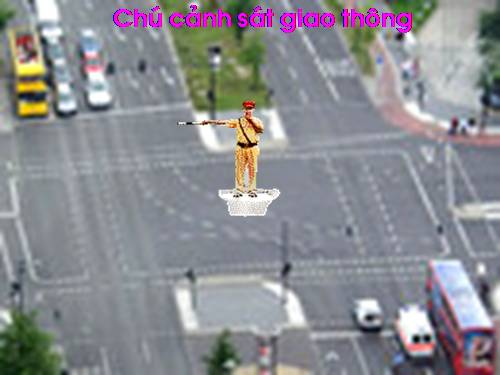 Chú cảnh sát giao thông